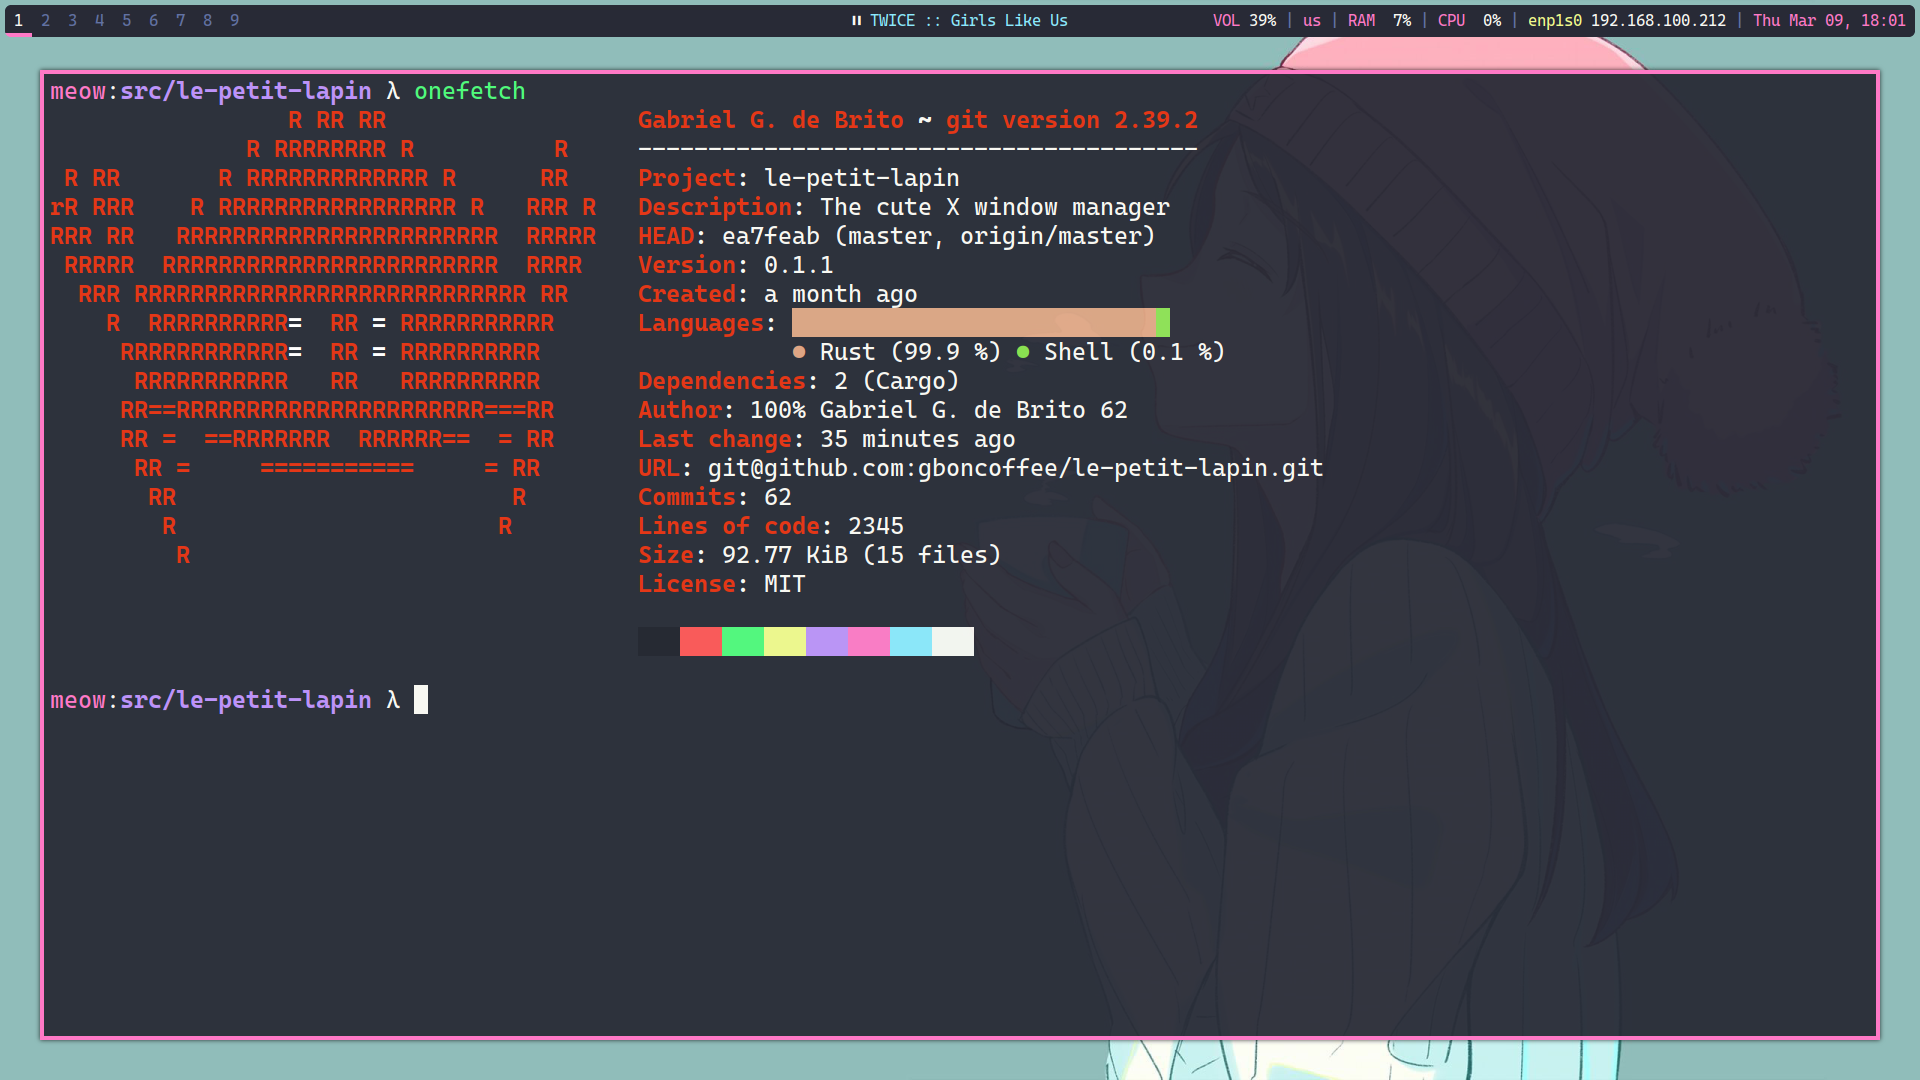 1 2 3 4 5 6 7 8 9 TWICE :: Girls Like Us VOL 39% | us | RAM 7% | CPU 0% | enp1s0 192.168.100.212 | Thu Mar 09, 18:01
meow:src/le-petit-lapin λ onefetch
R RR RR Gabriel G. de Brito ~ git version 2.39.2
R RRRRRRRR R R ----------------------------------------
R RR R RRRRRRRRRRRRR R RR Project: le-petit-lapin
rR RRR R RRRRRRRRRRRRRRRRR R RRR R Description: The cute X window manager
RRR RR RRRRRRRRRRRRRRRRRRRRRRR RRRRR HEAD: ea7feab (master, origin/master)
RRRRR RRRRRRRRRRRRRRRRRRRRRRRR RRRR Version: 0.1.1
RRR RRRRRRRRRRRRRRRRRRRRRRRRRRRR RR Created: a month ago
R RRRRRRRRRR= RR = RRRRRRRRRRR Languages:
RRRRRRRRRRRR= RR = RRRRRRRRRR ● Rust (99.9 %) ● Shell (0.1 %)
RRRRRRRRRRR RR RRRRRRRRRR Dependencies: 2 (Cargo)
RR==RRRRRRRRRRRRRRRRRRRRRR===RR Author: 100% Gabriel G. de Brito 62
RR = ==RRRRRRR RRRRRR== = RR Last change: 35 minutes ago
RR = =========== = RR URL: git@github.com:gboncoffee/le-petit-lapin.git
RR R Commits: 62
R R Lines of code: 2345
R Size: 92.77 KiB (15 files)
License: MIT
meow:src/le-petit-lapin λ